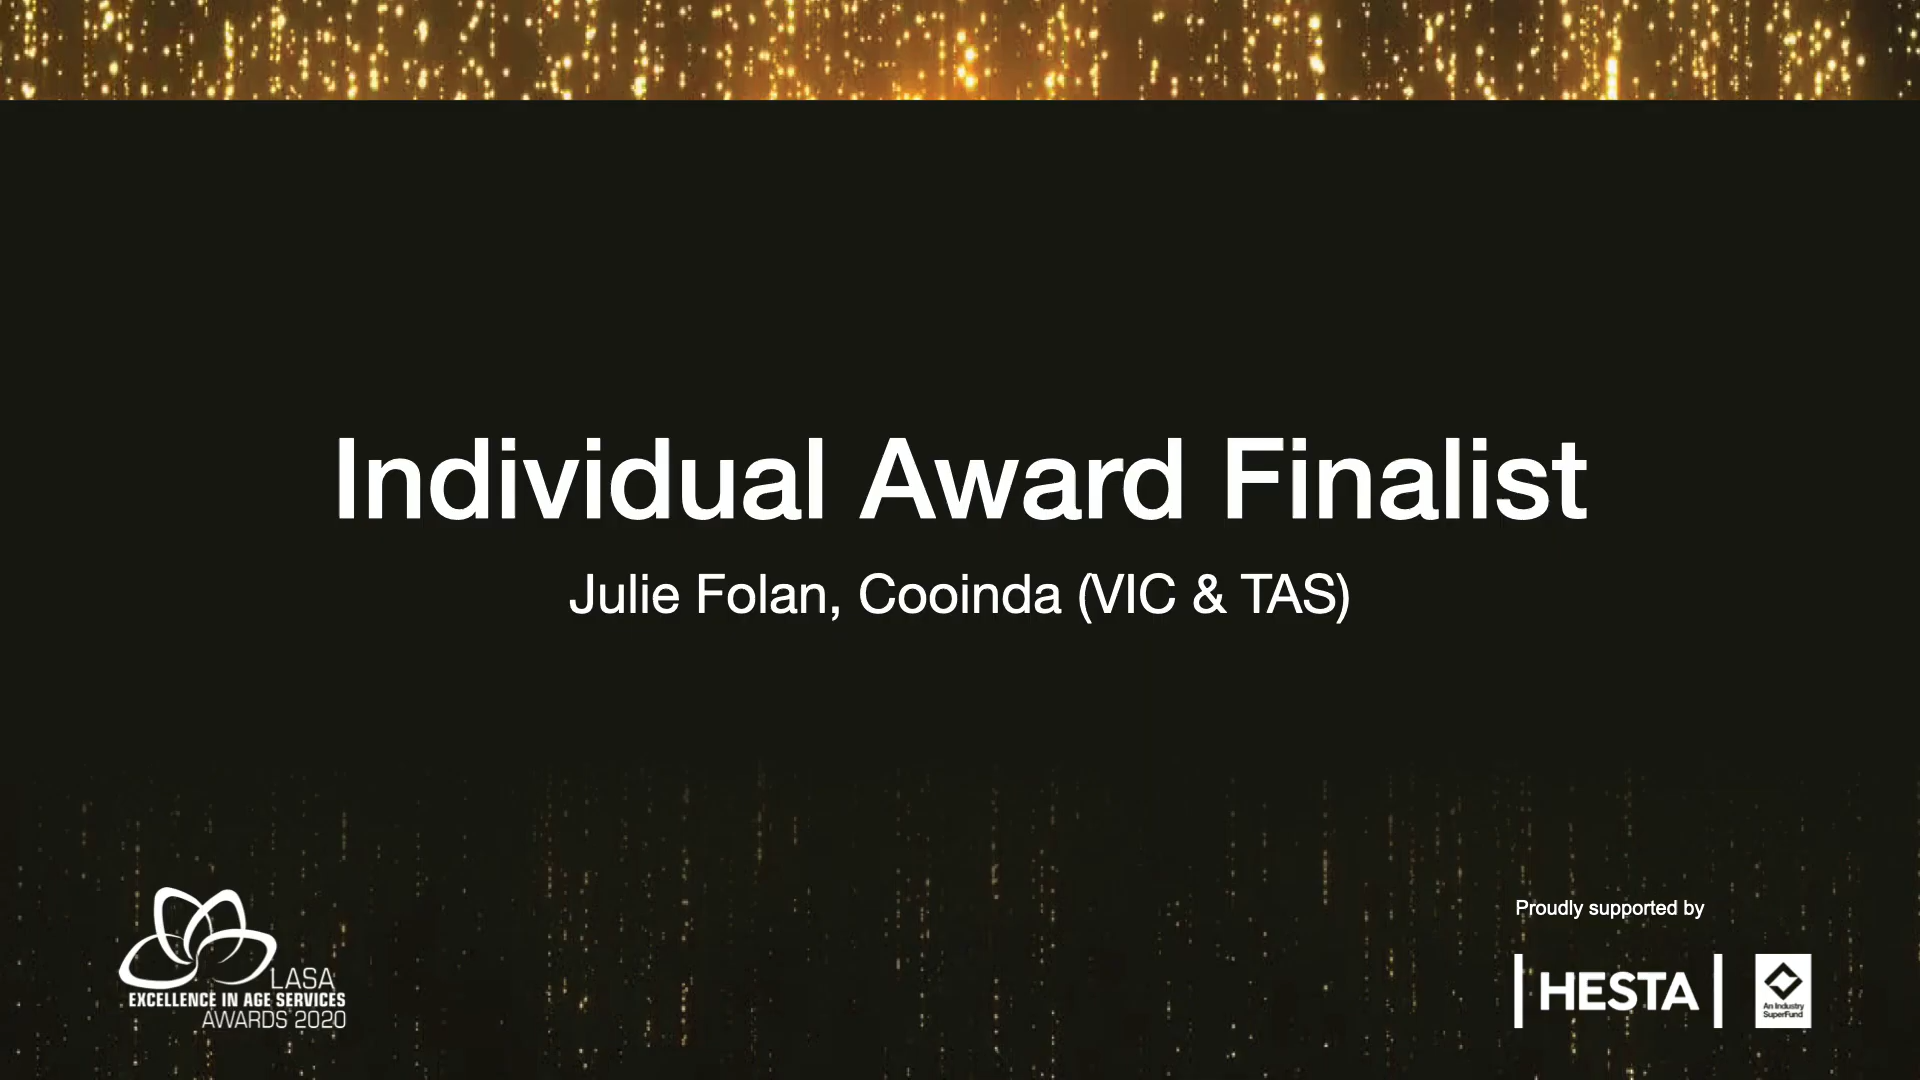 Individual Award Finalist
Julie Folan, Cooinda (VIC & TAS)
LASA
EXCELLENCE IN AGE SERVICES
AWARDS 2020
Proudly supported by
HESTA
An Industry
SuperFund